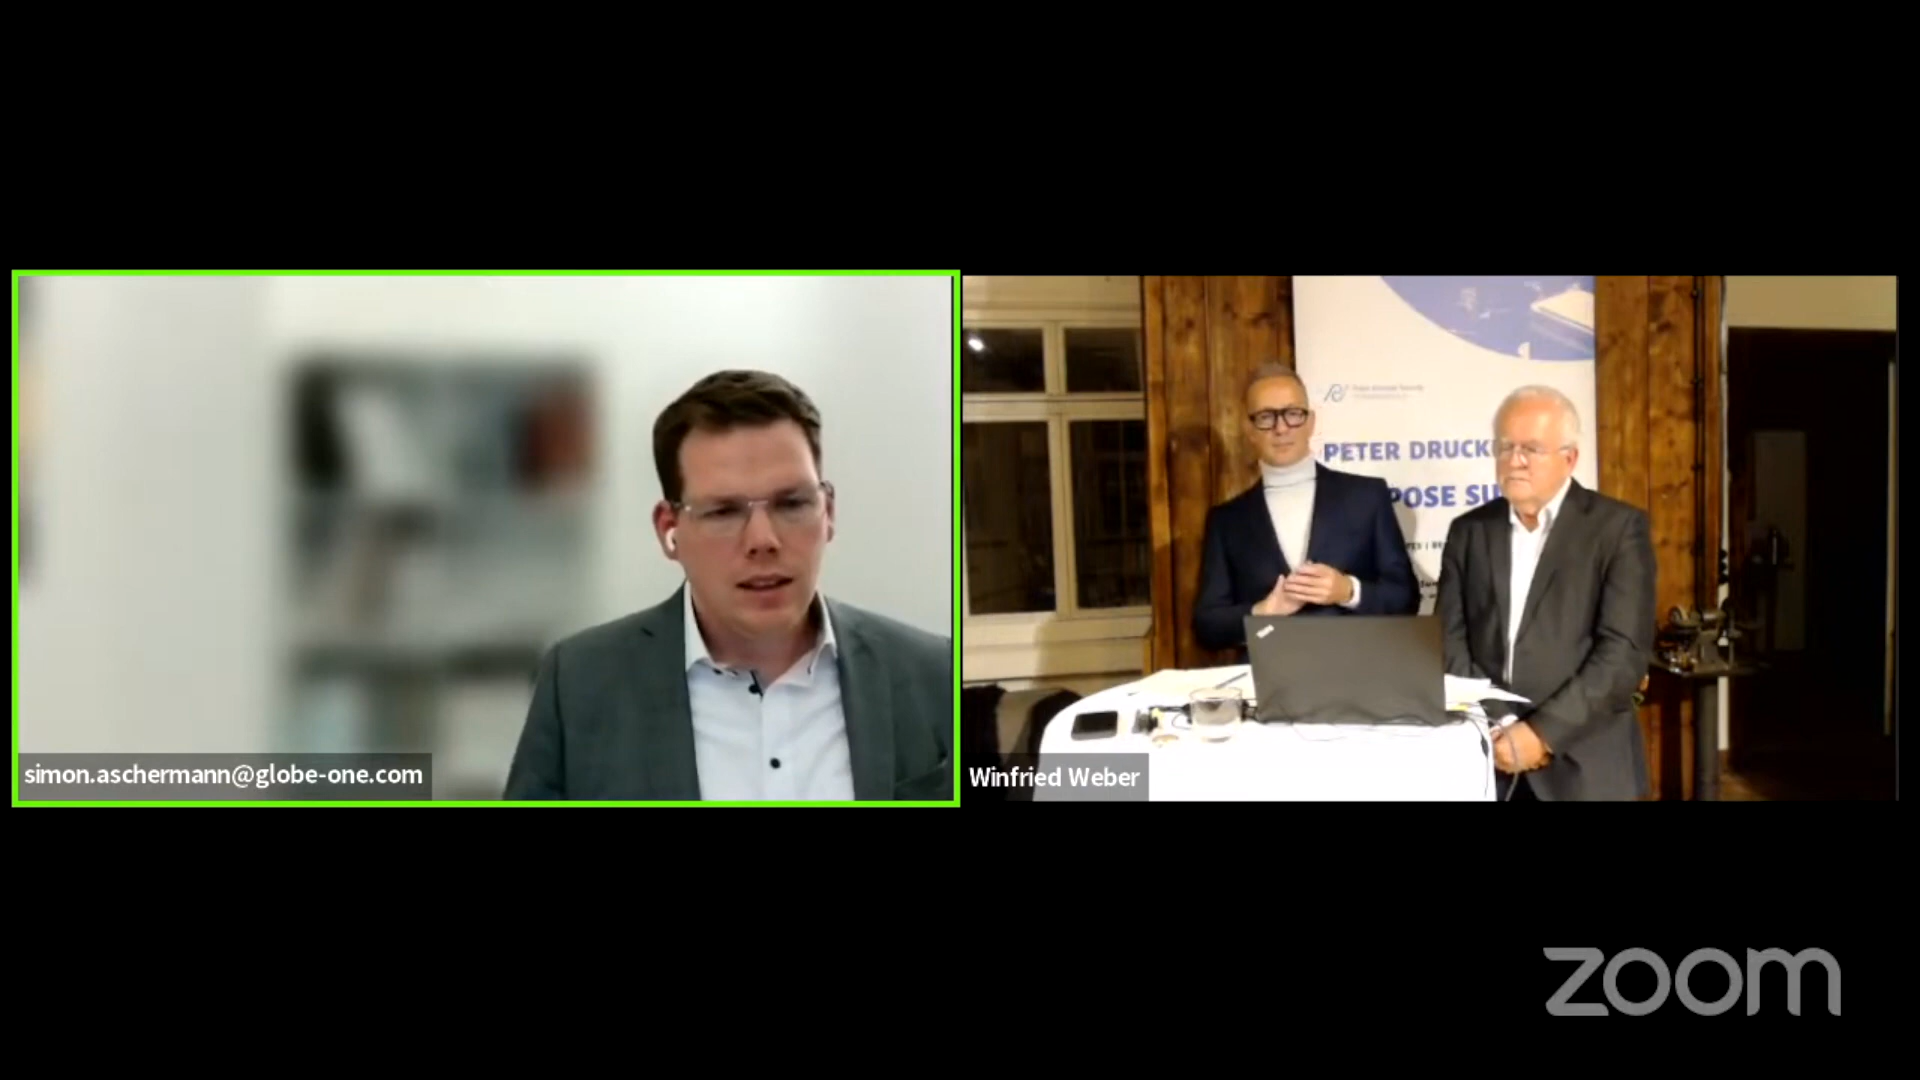 PETER DRUCK
POSE SU
simon.aschermann@globe-one.com
Winfried Weber
zoom